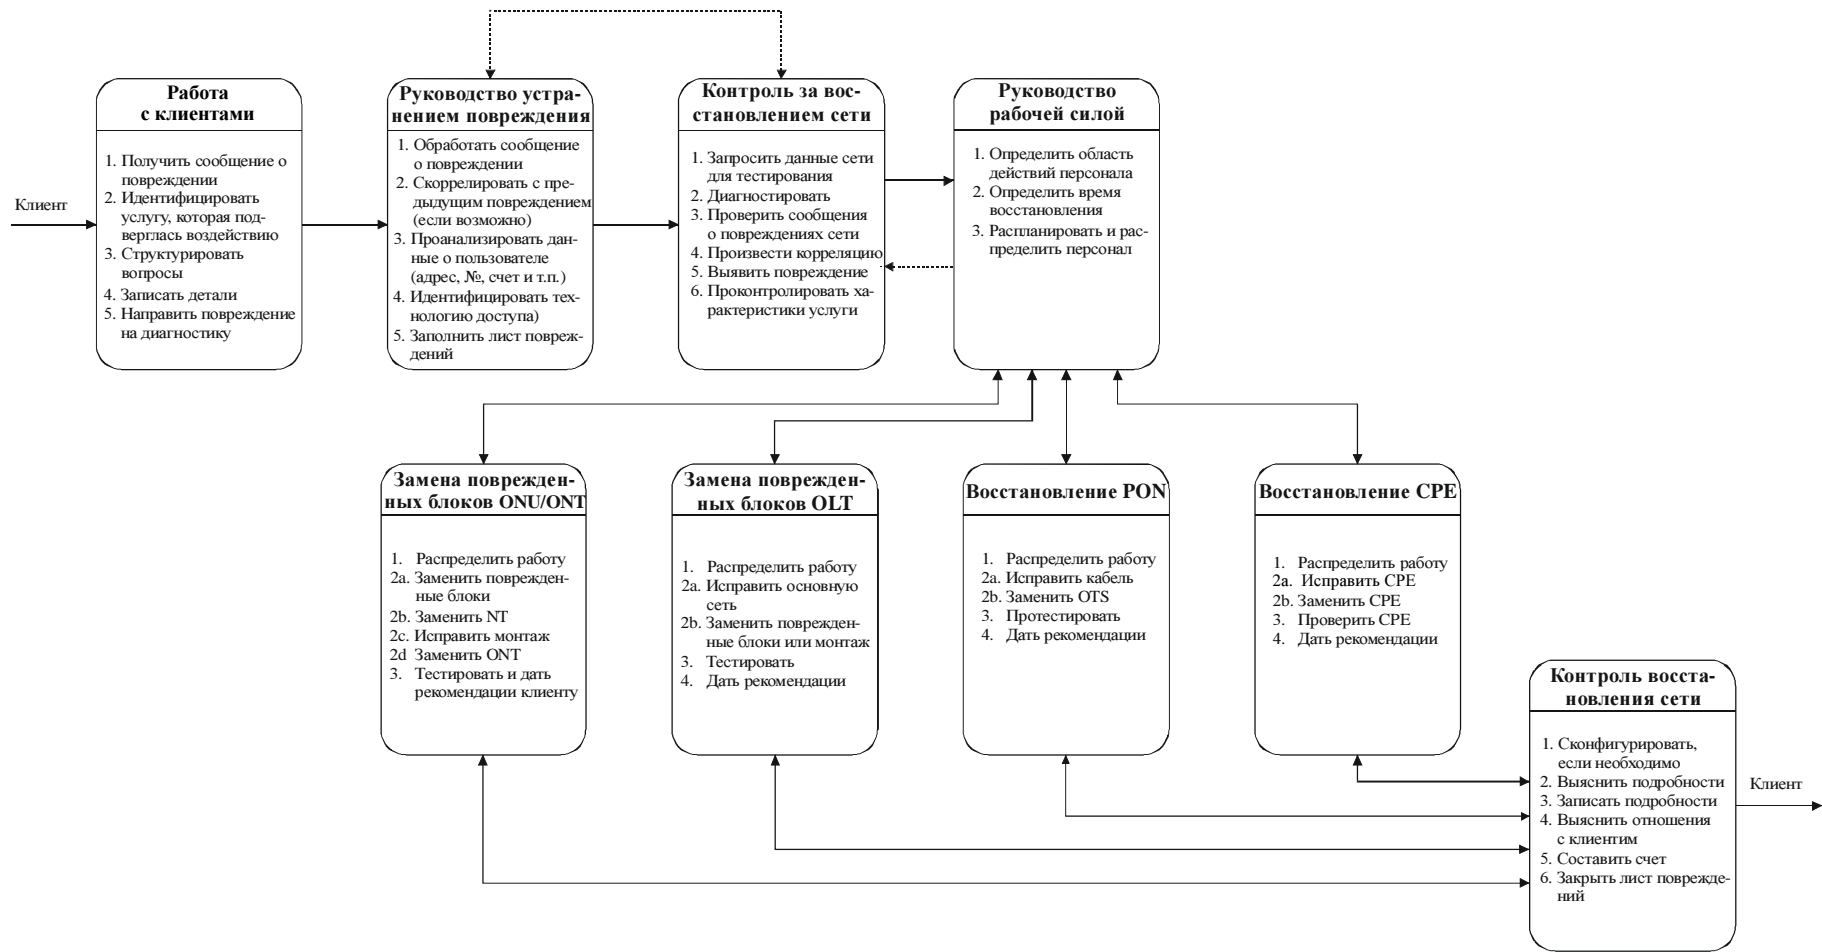 Клиент
Работа
с клиентами
1. Получить сообщение о
повреждении
2. Идентифицировать
услугу, которая под-
верглась воздействию
3. Структурировать
вопросы
4. Записать детали
5. Направить повреждение
на диагностику
Руководство устра-
нением повреждения
1. Обработать сообщение
о повреждении
2. Скоррелировать с пре-
дыдущим повреждением
(если возможно)
3. Проанализировать дан-
ные о пользователе
(адрес, №, счет и т.п.)
4. Идентифицировать тех-
нологию доступа)
5. Заполнить лист повреж-
дений
Контроль за вос-
становлением сети
1. Запросить данные сети
для тестирования
2. Диагностировать
3. Проверить сообщения
о повреждениях сети
4. Произвести корреляцию
5. Выявить повреждение
6. Проконтролировать ха-
рактеристики услуги
Руководство
рабочей силой
1. Определить область
действий персонала
2. Определить время
восстановления
3. Распланировать и рас-
пределить персонал
Замена поврежден-
ных блоков ONU/ONT
1. Распределить работу
2a. Заменить поврежден-
ные блоки
2b. Заменить NT
2c. Исправить монтаж
2d Заменить ONT
3. Тестировать и дать
рекомендации клиенту
Замена поврежден-
ных блоков OLT
1. Распределить работу
2a. Исправить основную
сеть
2b. Заменить поврежден-
ные блоки или монтаж
3. Тестировать
4. Дать рекомендации
Восстановление PON
1. Распределить работу
2a. Исправить кабель
2b. Заменить OTS
3. Протестировать
4. Дать рекомендации
Восстановление CPE
1. Распределить работу
2a. Исправить CPE
2b. Заменить CPE
3. Проверить CPE
4. Дать рекомендации
Контроль восста-
новления сети
1. Сконфигурировать,
если необходимо
2. Выяснить подробности
3. Записать подробности
4. Выяснить отношения
с клиентим
5. Составить счет
6. Закрыть лист поврежде-
ний
Клиент